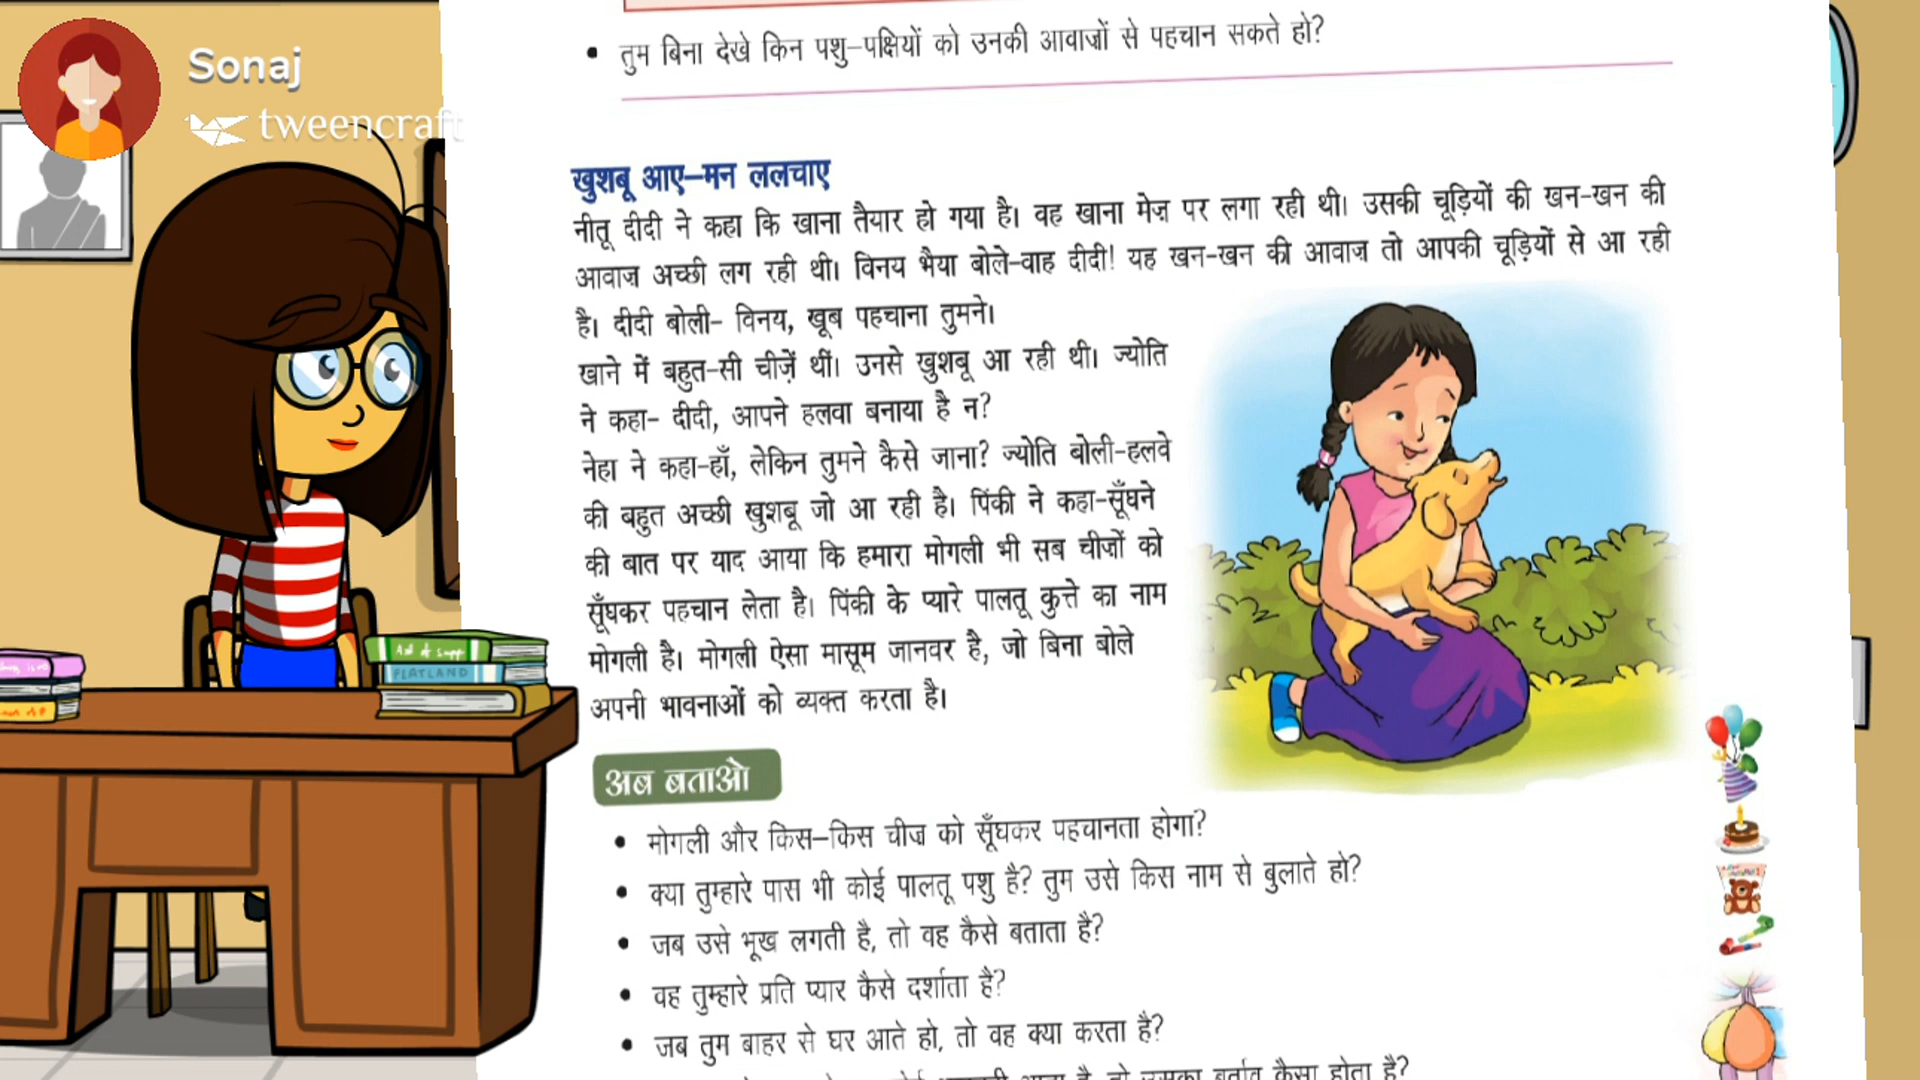 Sonaj
tweencraft
• तुम बिना देखे किन पशु–पक्षियों को उनकी आवाज़ों से पहचान सकते हो?
खुशबू आए–मन ललचाए
नीतू दीदी ने कहा कि खाना तैयार हो गया है। वह खाना मेज़ पर लगा रही थी। उसकी चूड़ियों की खन-खन की
आवाज़ अच्छी लग रही थी। विनय भैया बोले-वाह दीदी! यह खन-खन की आवाज़ तो आपकी चूड़ियों से आ रही
है। दीदी बोली- विनय, खूब पहचाना तुमने।
खाने में बहुत-सी चीज़ें थीं। उनसे खुशबू आ रही थी। ज्योति
ने कहा- दीदी, आपने हलवा बनाया है न?
नेहा ने कहा-हाँ, लेकिन तुमने कैसे जाना? ज्योति बोली-हलवे
की बहुत अच्छी खुशबू जो आ रही है। पिंकी ने कहा-सूँघने
की बात पर याद आया कि हमारा मोगली भी सब चीज़ों को
सूँघकर पहचान लेता है। पिंकी के प्यारे पालतू कुत्ते का नाम
मोगली है। मोगली ऐसा मासूम जानवर है, जो बिना बोले
अपनी भावनाओं को व्यक्त करता है।
FLATLAND
अब बताओ
• मोगली और किस–किस चीज़ को सूँघकर पहचानता होगा?
• क्या तुम्हारे पास भी कोई पालतू पशु है? तुम उसे किस नाम से बुलाते हो?
• जब उसे भूख लगती है, तो वह कैसे बताता है?
• वह तुम्हारे प्रति प्यार कैसे दर्शाता है?
• जब तुम बाहर से घर आते हो, तो वह क्या करता है?
है, तो उसका बर्ताव कैसा होता है?